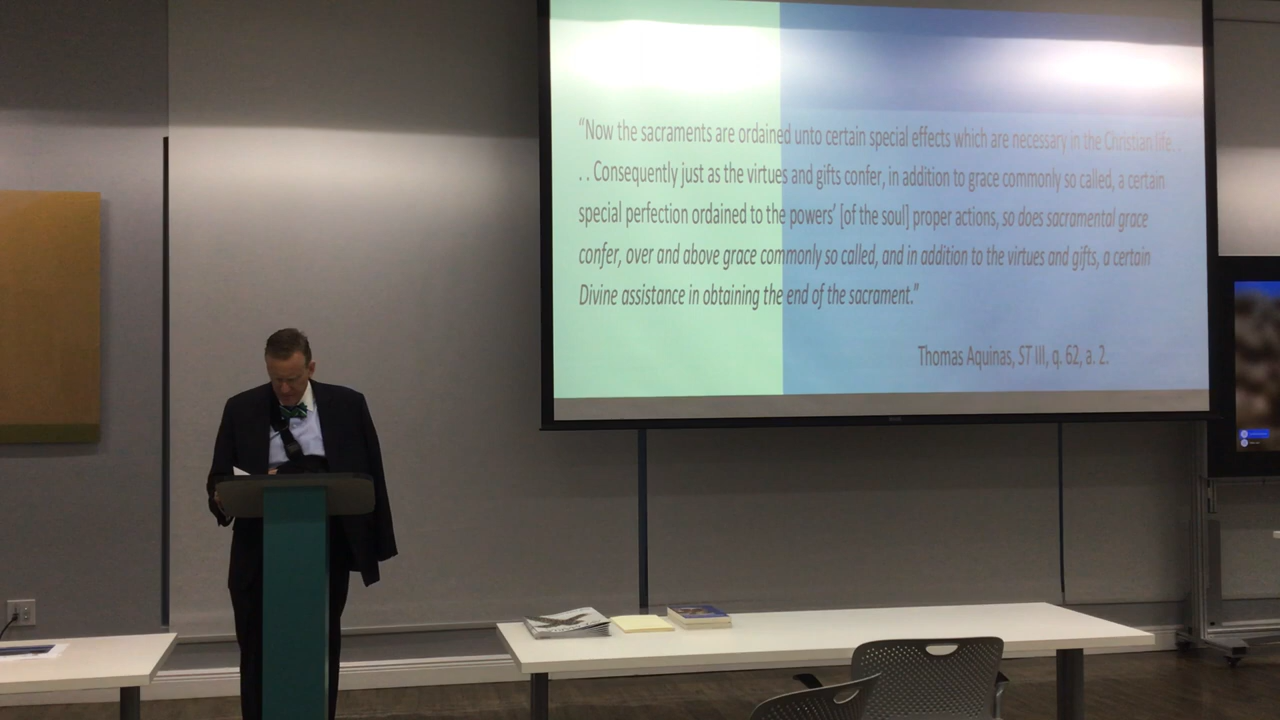 “Now the sacraments are ordained unto certain special effects which are necessary in the Christian life. .
. . Consequently just as the virtues and gifts confer, in addition to grace commonly so called, a certain
special perfection ordained to the powers’ [of the soul] proper actions, so does sacramental grace
confer, over and above grace commonly so called, and in addition to the virtues and gifts, a certain
Divine assistance in obtaining the end of the sacrament.”
Thomas Aquinas, ST III, q. 62, a. 2.